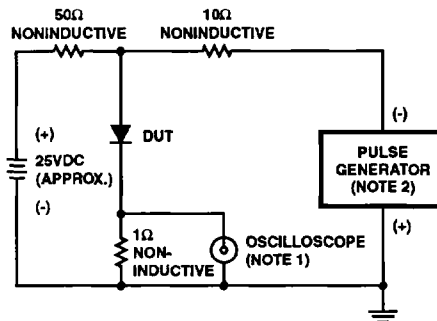 50Ω
NONINDUCTIVE
10Ω
NONINDUCTIVE
(+)
25VDC
(APPROX.)
(-)
DUT
(-)
PULSE
GENERATOR
(NOTE 2)
(+)
1Ω
NON-
INDUCTIVE
OSCILLOSCOPE
(NOTE 1)